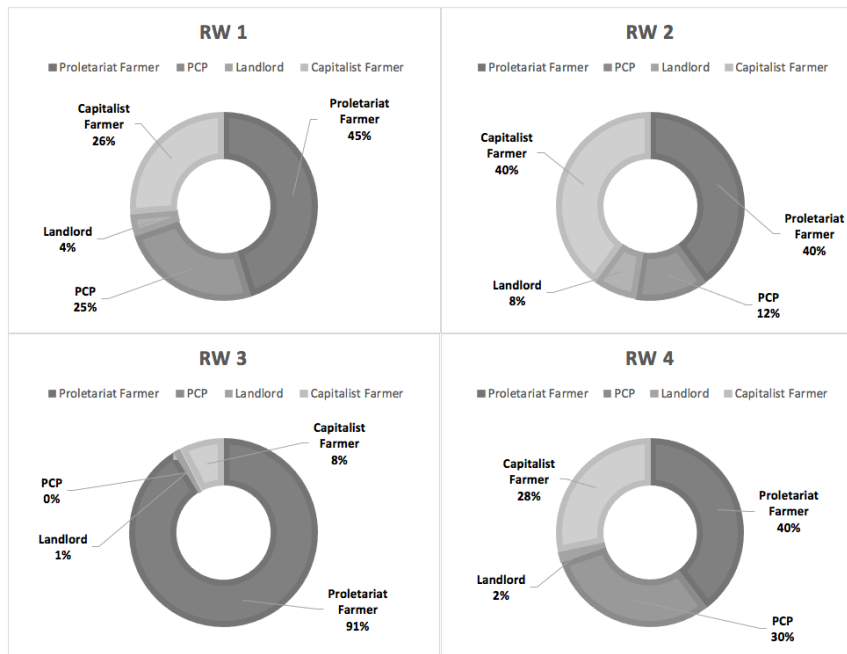 RW 1
Proletariat Farmer PCP Landlord Capitalist Farmer
Capitalist
Farmer
26%
Proletariat
Farmer
45%
Landlord
4%
PCP
25%
RW 2
Proletariat Farmer PCP Landlord Capitalist Farmer
Capitalist
Farmer
40%
Proletariat
Farmer
40%
Landlord
8%
PCP
12%
RW 3
Proletariat Farmer PCP Landlord Capitalist Farmer
Capitalist
Farmer
8%
PCP
0%
Landlord
1%
Proletariat
Farmer
91%
RW 4
Proletariat Farmer PCP Landlord Capitalist Farmer
Capitalist
Farmer
28%
Proletariat
Farmer
40%
Landlord
2%
PCP
30%